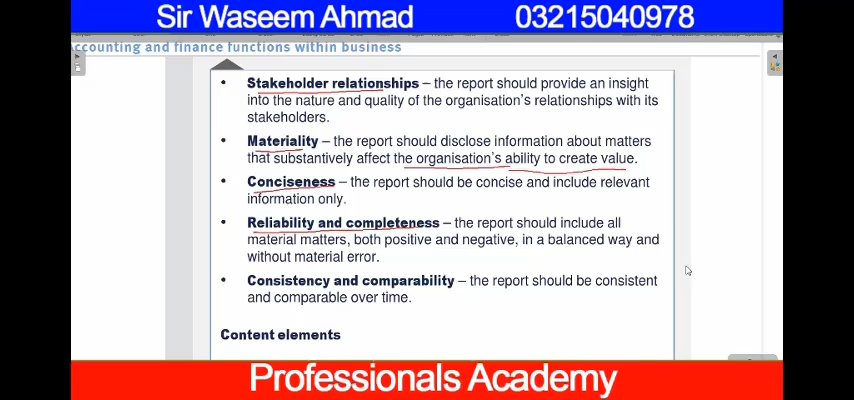 Sir Waseem Ahmad 03215040978
ccounting and finance functions within business
• Stakeholder relationships – the report should provide an insight
into the nature and quality of the organisation's relationships with its
stakeholders.
• Materiality – the report should disclose information about matters
that substantively affect the organisation's ability to create value.
• Conciseness – the report should be concise and include relevant
information only.
• Reliability and completeness – the report should include all
material matters, both positive and negative, in a balanced way and
without material error.
• Consistency and comparability – the report should be consistent
and comparable over time.
Content elements
Professionals Academy